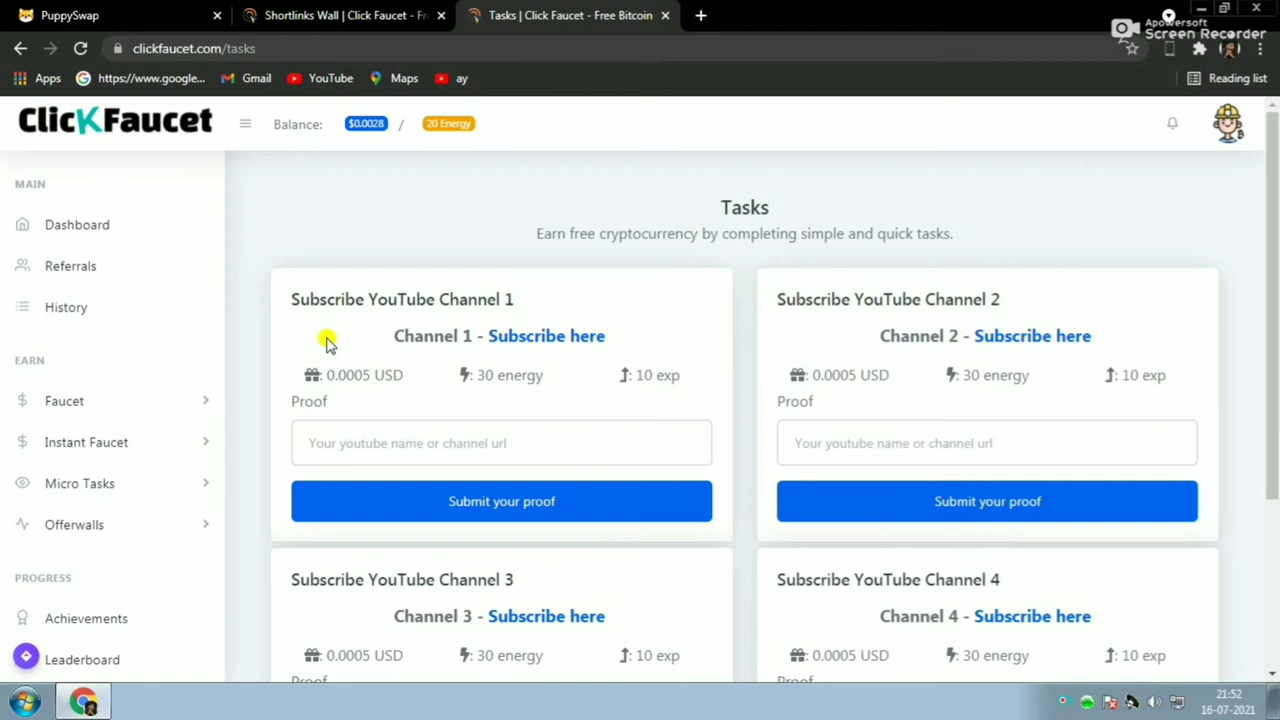 PuppySwap
Shortlinks Wall | Click Faucet - Fr
Tasks | Click Faucet - Free Bitcoin
Apowersoft
Screen Recorder
clickfaucet.com/tasks
Apps
https://www.google...
Gmail
YouTube
Maps
ay
Reading list
ClicKFaucet
Balance:
$0.0028
/
20 Energy
MAIN
Dashboard
Referrals
History
EARN
Faucet
Instant Faucet
Micro Tasks
Offerwalls
PROGRESS
Achievements
Leaderboard
Tasks
Earn free cryptocurrency by completing simple and quick tasks.
Subscribe YouTube Channel 1
Channel 1 - Subscribe here
: 0.0005 USD : 30 energy : 10 exp
Proof
Your youtube name or channel url
Submit your proof
Subscribe YouTube Channel 2
Channel 2 - Subscribe here
: 0.0005 USD : 30 energy : 10 exp
Proof
Your youtube name or channel url
Submit your proof
Subscribe YouTube Channel 3
Channel 3 - Subscribe here
: 0.0005 USD : 30 energy : 10 exp
Proof
Subscribe YouTube Channel 4
Channel 4 - Subscribe here
: 0.0005 USD : 30 energy : 10 exp
Proof
21:52
16-07-2021